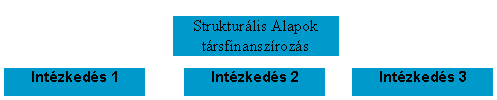 Strukturális Alapok
társfinanszírozás
Intézkedés 1
Intézkedés 2
Intézkedés 3